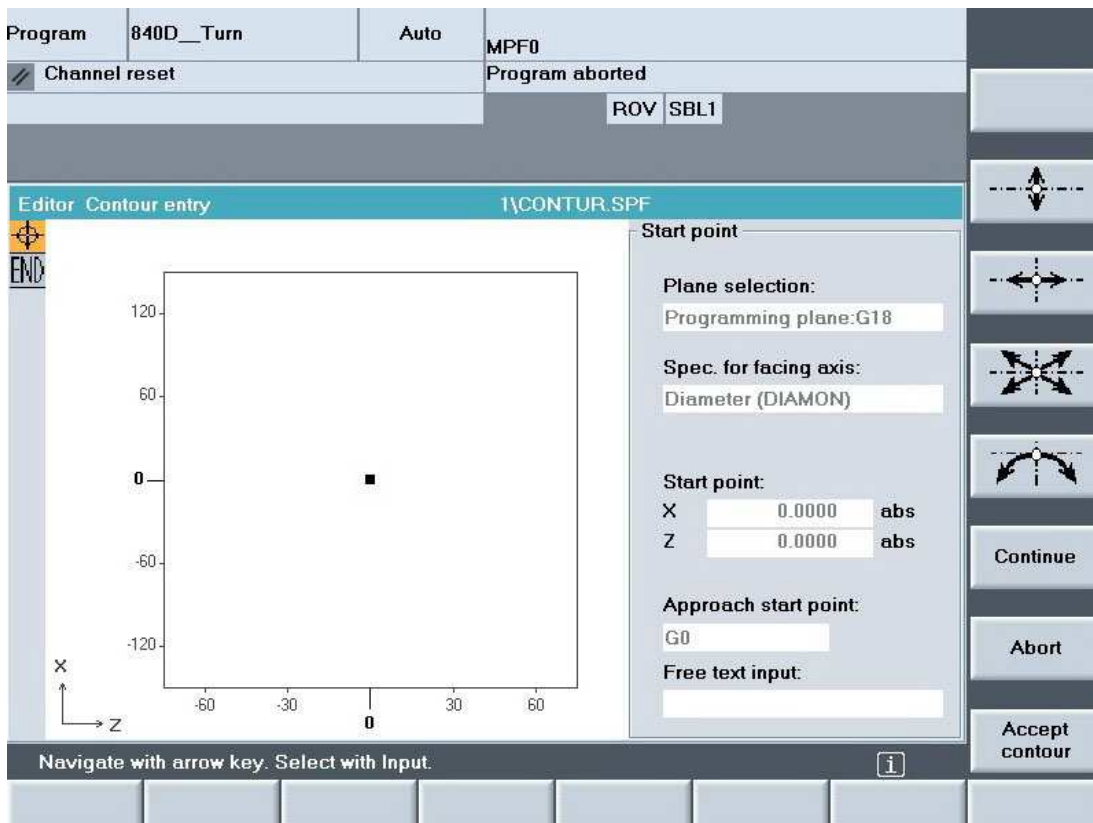 Program 840D__Turn Auto MPF0
Channel reset Program aborted
ROV SBL1
Editor Contour entry 1\CONTUR.SPF
END
Start point
Plane selection:
Programming plane:G18
Spec. for facing axis:
Diameter (DIAMON)
Start point:
X 0.0000 abs
Z 0.0000 abs
Approach start point:
G0
Free text input:
120
60
0
-60
-120
X
Z
-60 -30 0 30 60
Continue
Abort
Accept
contour
Navigate with arrow key. Select with Input. i